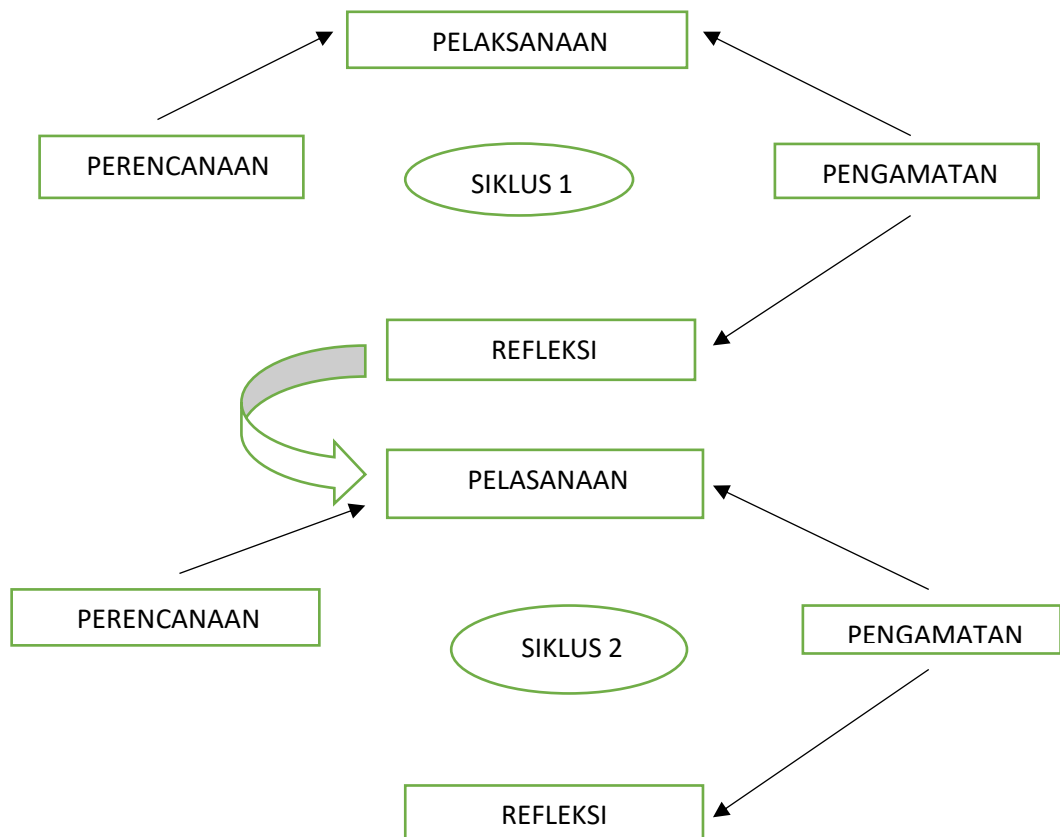 PELAKSANAAN
PERENCANAAN
SIKLUS 1
PENGAMATAN
REFLEKSI
PELASANAAN
PERENCANAAN
SIKLUS 2
PENGAMATAN
REFLEKSI